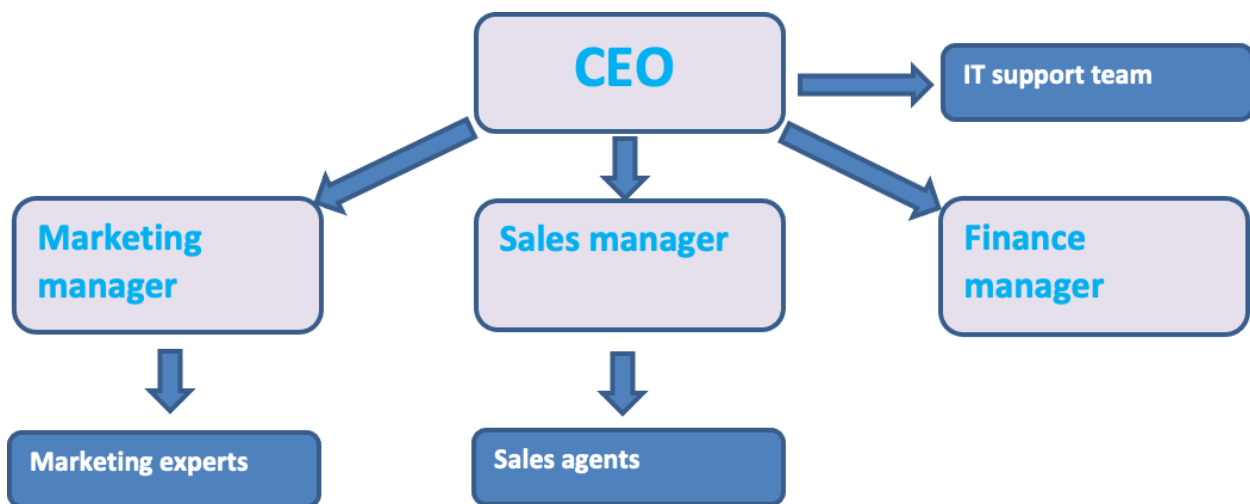 CEO
IT support team
Marketing
manager
Sales manager
Finance
manager
Marketing experts
Sales agents